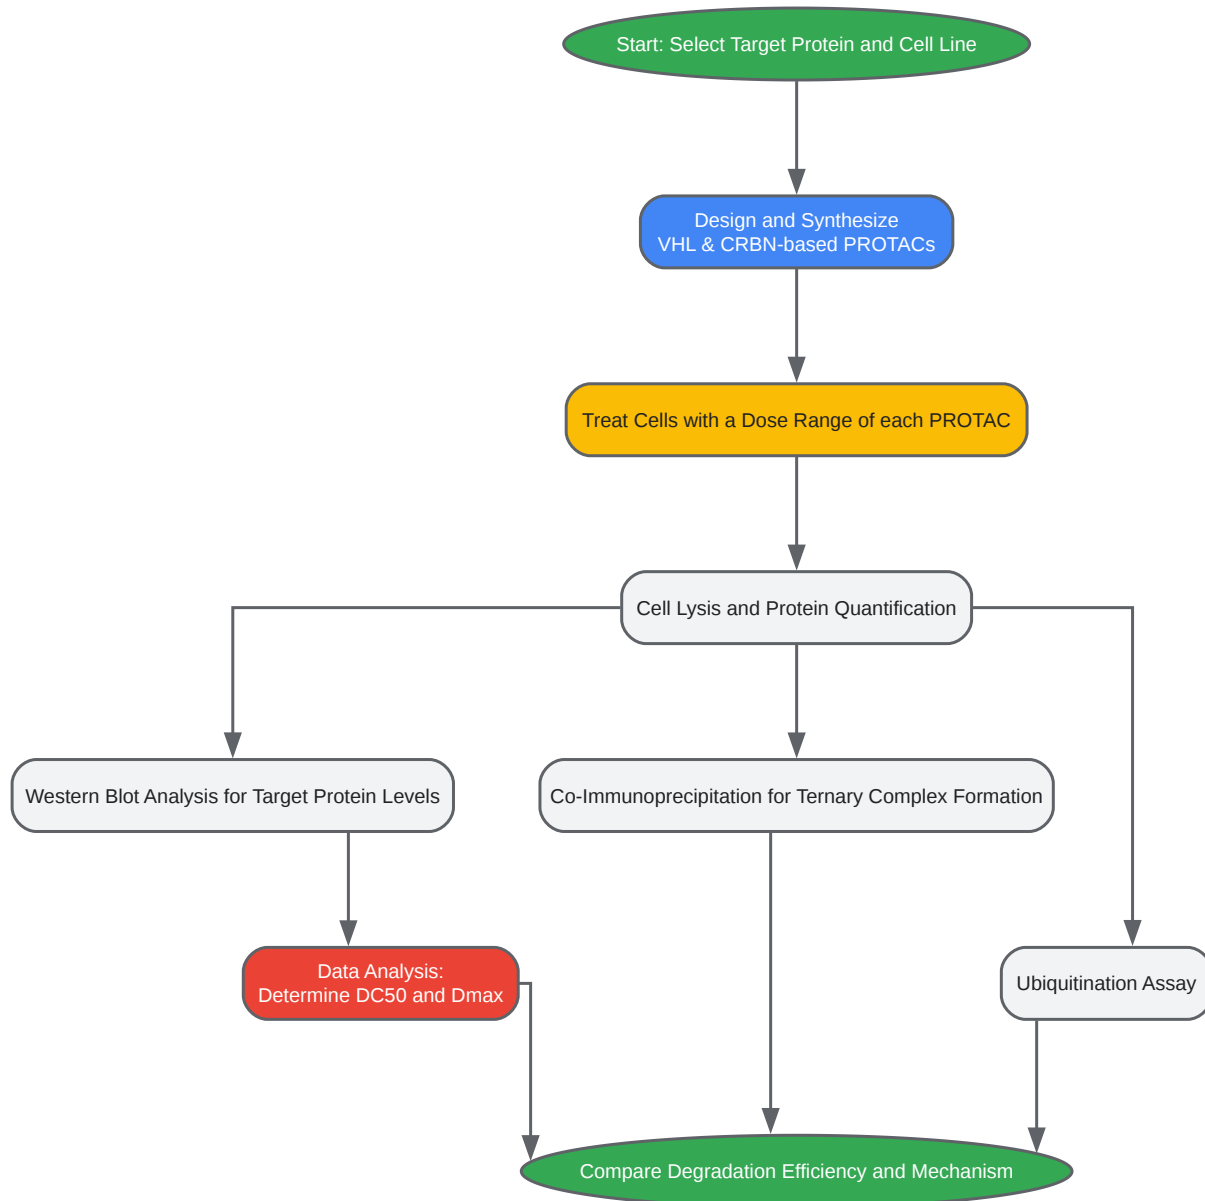 Start: Select Target Protein and Cell Line
Design and Synthesize
VHL & CRBN-based PROTACs
Treat Cells with a Dose Range of each PROTAC
Cell Lysis and Protein Quantification
Western Blot Analysis for Target Protein Levels
Co-Immunoprecipitation for Ternary Complex Formation
Data Analysis:
Determine DC50 and Dmax
Ubiquitination Assay
Compare Degradation Efficiency and Mechanism